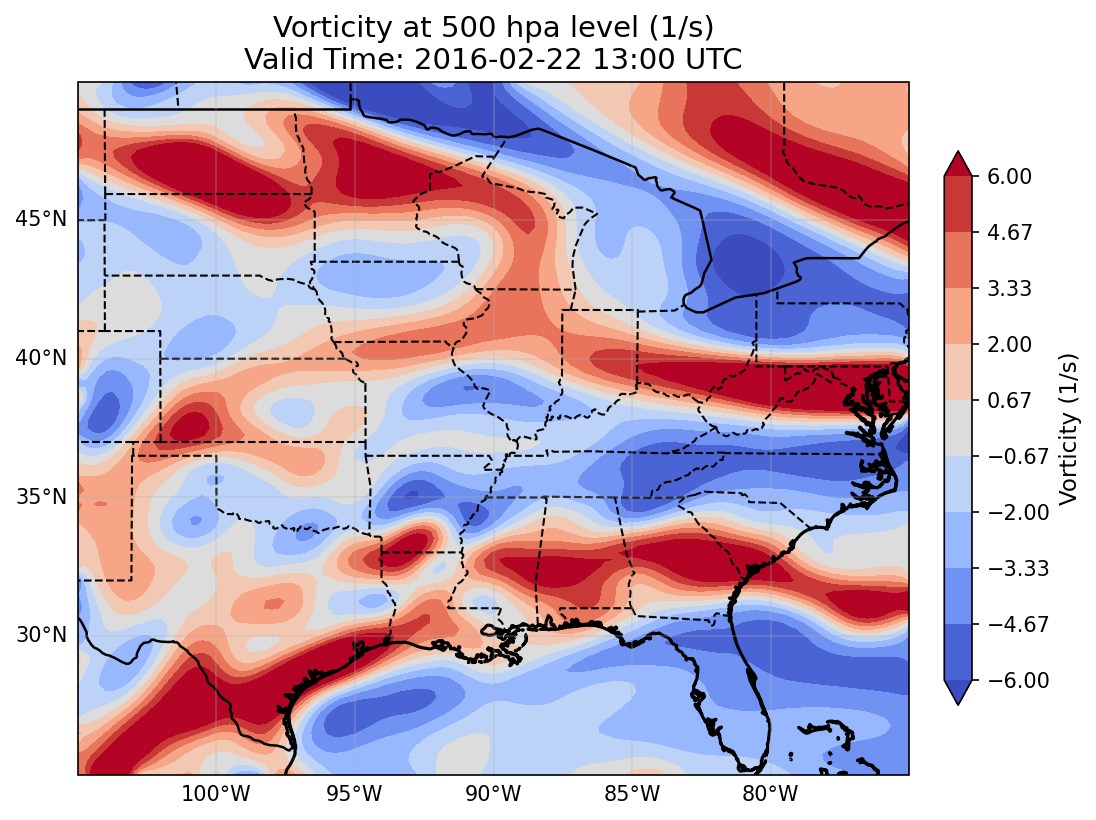 Vorticity at 500 hpa level (1/s)
Valid Time: 2016-02-22 13:00 UTC
45°N
40°N
35°N
30°N
100°W
95°W
90°W
85°W
80°W
6.00
4.67
3.33
2.00
0.67
−0.67
−2.00
−3.33
−4.67
−6.00
Vorticity (1/s)